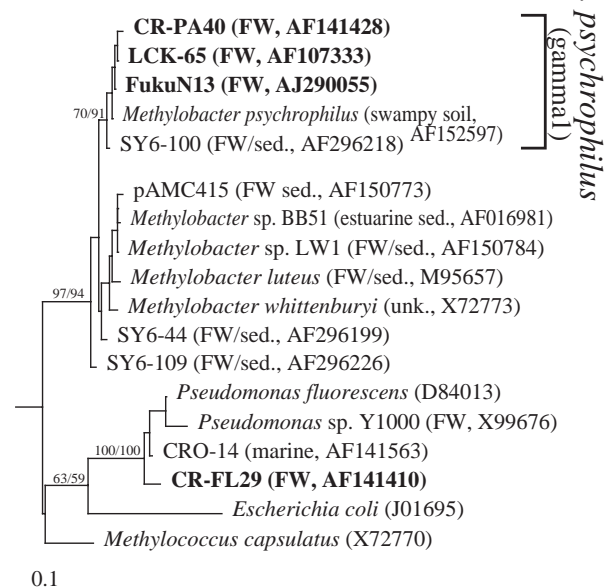 CR-PA40 (FW, AF141428)
LCK-65 (FW, AF107333)
FukuN13 (FW, AJ290055)
70/91
Methylobacter psychrophilus (swampy soil, AF152597)
SY6-100 (FW/sed., AF296218)
psychrophilus
(gamma1)
pAMC415 (FW sed., AF150773)
Methylobacter sp. BB51 (estuarine sed., AF016981)
Methylobacter sp. LW1 (FW/sed., AF150784)
Methylobacter luteus (FW/sed., M95657)
97/94
Methylobacter whittenburyi (unk., X72773)
SY6-44 (FW/sed., AF296199)
SY6-109 (FW/sed., AF296226)
Pseudomonas fluorescens (D84013)
Pseudomonas sp. Y1000 (FW, X99676)
100/100
CRO-14 (marine, AF141563)
63/59
CR-FL29 (FW, AF141410)
Escherichia coli (J01695)
Methylococcus capsulatus (X72770)
0.1